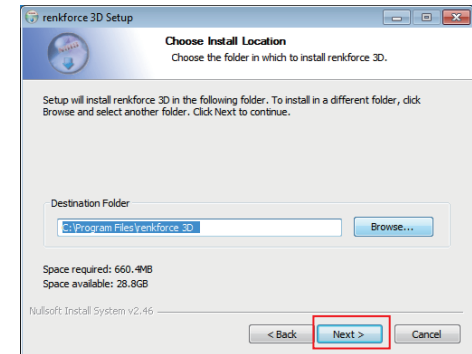 renkforce 3D Setup
Choose Install Location
Choose the folder in which to install renkforce 3D.
Setup will install renkforce 3D in the following folder. To install in a different folder, click
Browse and select another folder. Click Next to continue.
Destination Folder
C:\Program Files\renkforce 3D
Browse...
Space required: 660.4MB
Space available: 28.8GB
Nullsoft Install System v2.46
< Back
Next >
Cancel